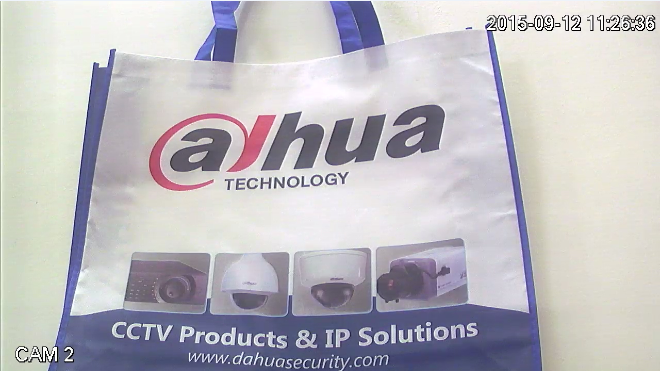 2015-09-12 11:26:36
alhua
TECHNOLOGY
CCTV Products & IP Solutions
www.dahuasecurity.com
CAM 2